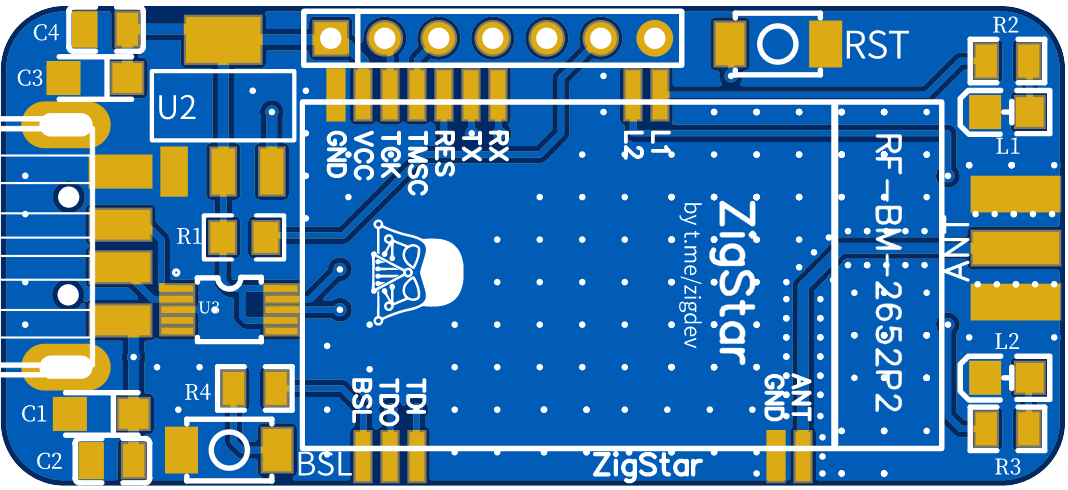 C4
C3
U2
RST
R2
L1
GND
VCC
TCK
TMSC
RES
TX
RX
L2
L1
R1
U3
ZigStar
by t.me/zigdev
RF-BM-2652P2
ANT
L2
R3
R4
C1
C2
BSL
BSL
TDO
TDI
GND
ANT
ZigStar